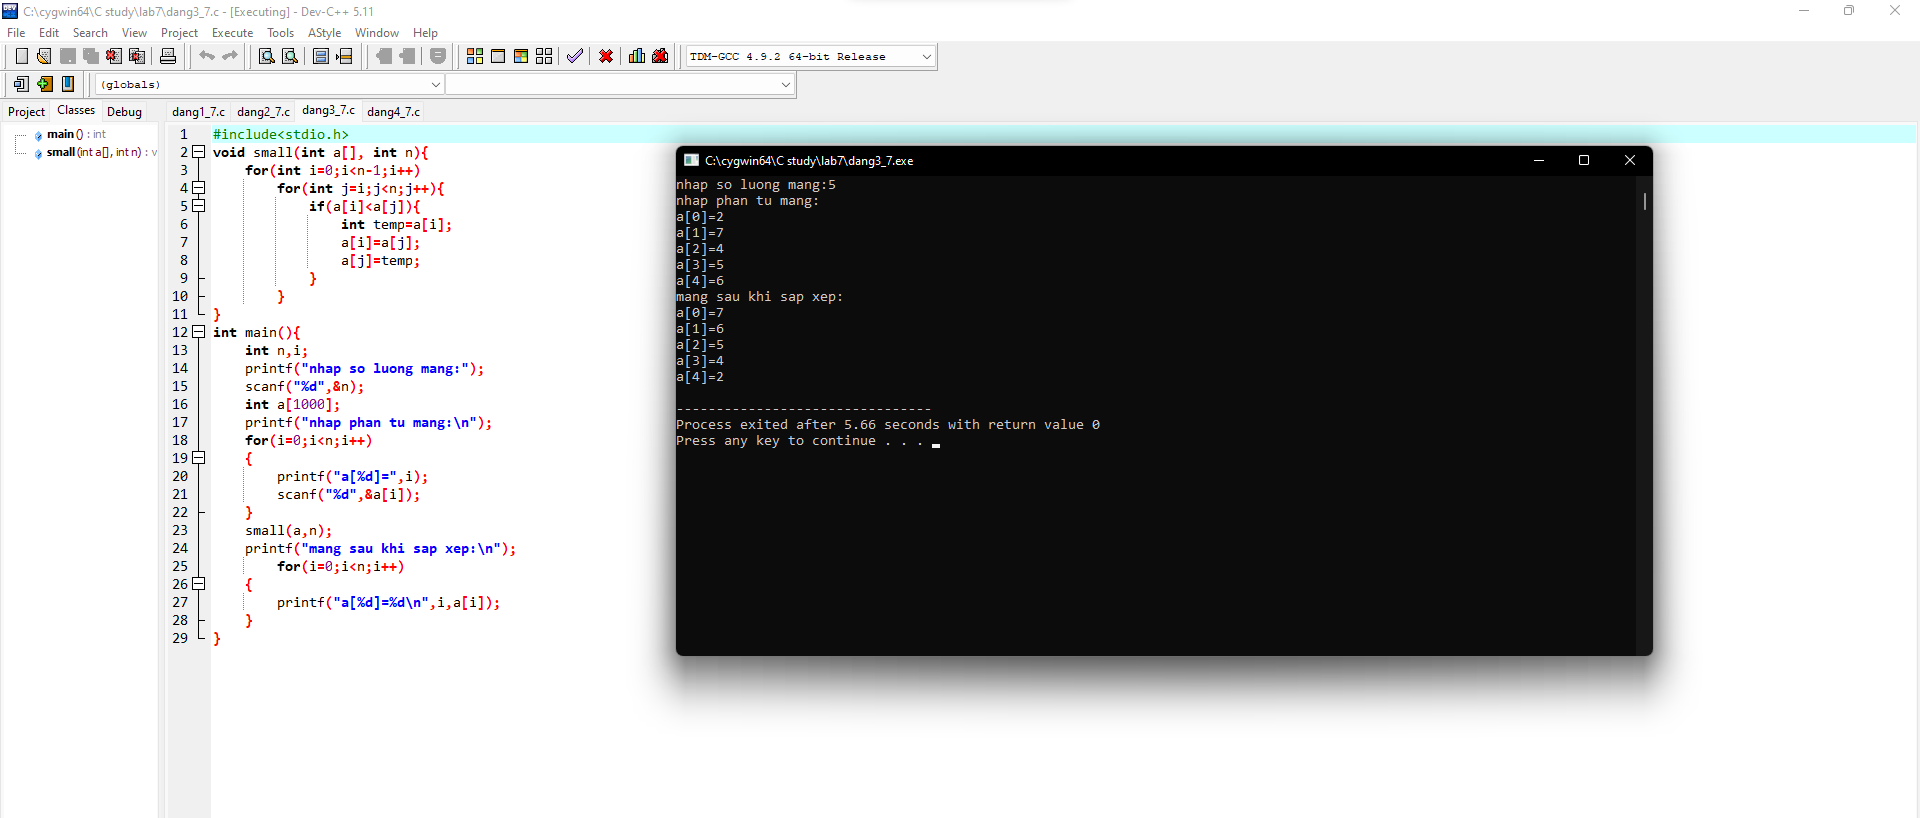 C:\cygwin64\C study\lab7\dang3_7.c - [Executing] - Dev-C++ 5.11
File Edit Search View Project Execute Tools AStyle Window Help
TDM-GCC 4.9.2 64-bit Release
(globals)
Project Classes Debug
dang1_7.c dang2_7.c dang3_7.c dang4_7.c
main () : int
small (int a[], int n) : v
1 #include<stdio.h>
2 void small(int a[], int n){
3 for(int i=0;i<n-1;i++)
4 for(int j=i;j<n;j++){
5 if(a[i]<a[j]){
6 int temp=a[i];
7 a[i]=a[j];
8 a[j]=temp;
9 }
10 }
11 }
12 int main(){
13 int n,i;
14 printf("nhap so luong mang:");
15 scanf("%d",&n);
16 int a[1000];
17 printf("nhap phan tu mang:\n");
18 for(i=0;i<n;i++)
19 {
20 printf("a[%d]=",i);
21 scanf("%d",&a[i]);
22 }
23 small(a,n);
24 printf("mang sau khi sap xep:\n");
25 for(i=0;i<n;i++)
26 {
27 printf("a[%d]=%d\n",i,a[i]);
28 }
29 }
C:\cygwin64\C study\lab7\dang3_7.exe
nhap so luong mang:5
nhap phan tu mang:
a[0]=2
a[1]=7
a[2]=4
a[3]=5
a[4]=6
mang sau khi sap xep:
a[0]=7
a[1]=6
a[2]=5
a[3]=4
a[4]=2
--------------------------------
Process exited after 5.66 seconds with return value 0
Press any key to continue . . .